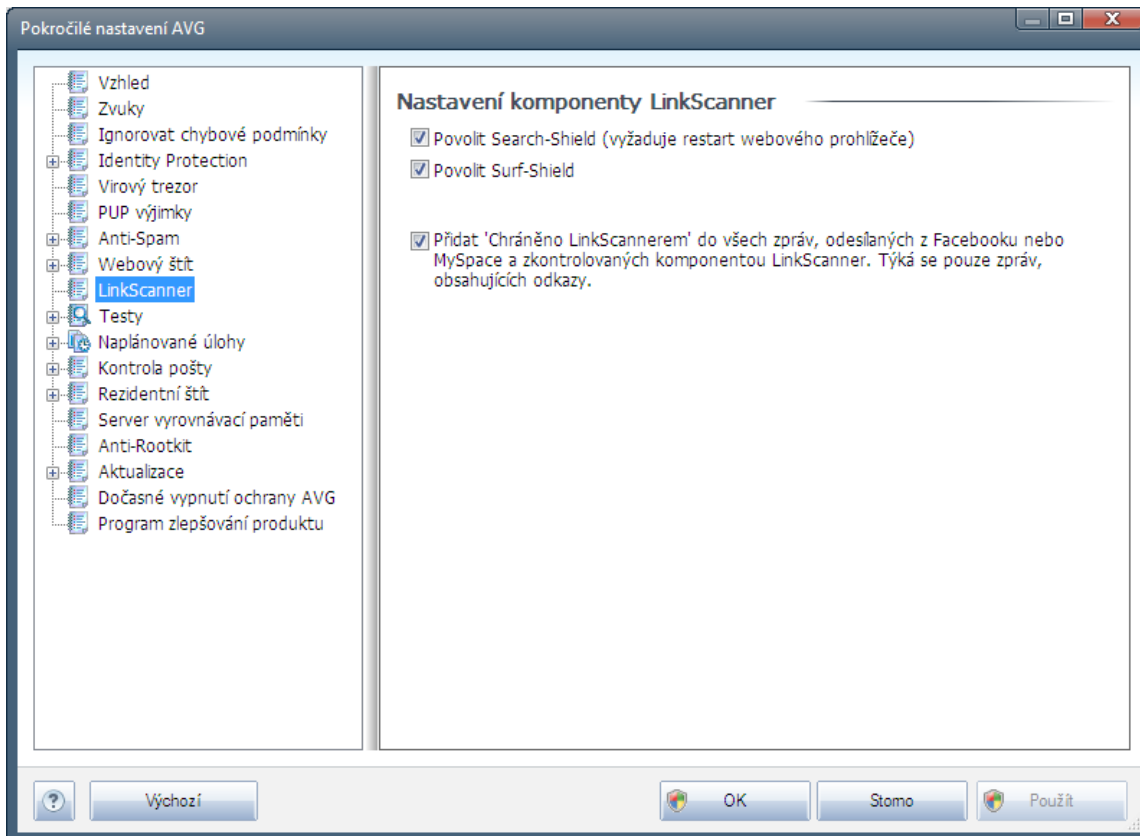 Pokročilé nastavení AVG
Vzhled
Zvuky
Ignorovat chybové podmínky
Identity Protection
Virový trezor
PUP výjimky
Anti-Spam
Webový štít
LinkScanner
Testy
Naplánované úlohy
Kontrola pošty
Rezidentní štít
Server vyrovnávací paměti
Anti-Rootkit
Aktualizace
Dočasné vypnutí ochrany AVG
Program zlepšování produktu
Nastavení komponenty LinkScanner
Povolit Search-Shield (vyžaduje restart webového prohlížeče)
Povolit Surf-Shield
Přidat 'Chráněno LinkScannerem' do všech zpráv, odesílaných z Facebooku nebo
MySpace a zkontrolovaných komponentou LinkScanner. Týká se pouze zpráv,
obsahujících odkazy.
?
Výchozí
OK
Storno
Použít